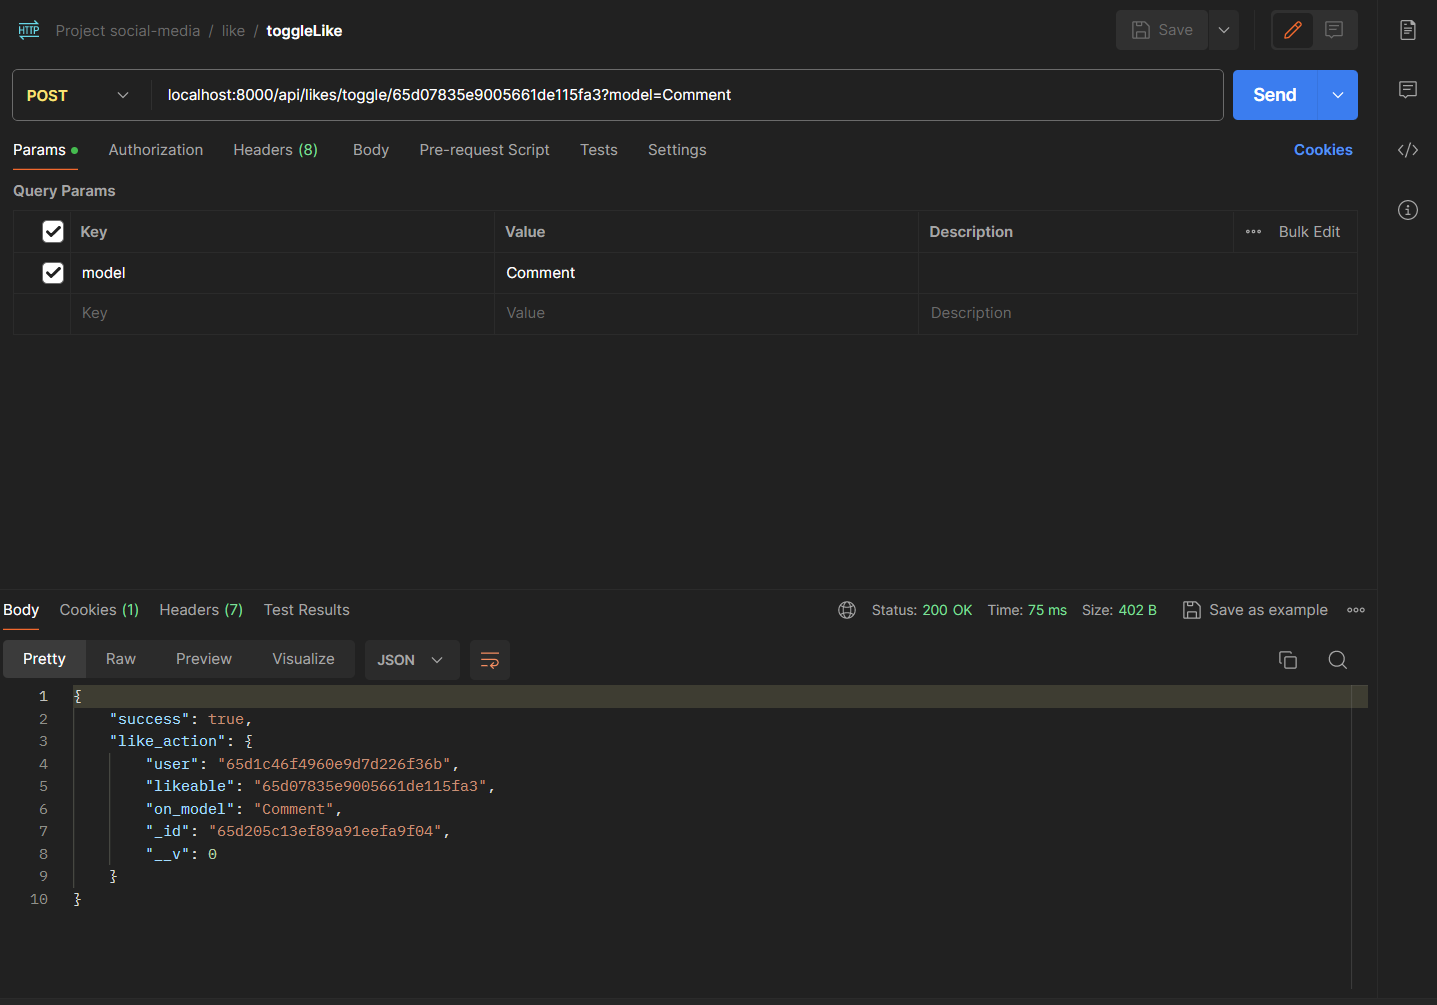 HTTP Project social-media / like / toggleLike Save
POST localhost:8000/api/likes/toggle/65d07835e9005661de115fa3?model=Comment Send
Params Authorization Headers (8) Body Pre-request Script Tests Settings Cookies
Query Params
Key Value Description Bulk Edit
model Comment
Key Value Description
Body Cookies (1) Headers (7) Test Results Status: 200 OK Time: 75 ms Size: 402 B Save as example
Pretty Raw Preview Visualize JSON
1 {
2 "success": true,
3 "like_action": {
4 "user": "65d1c46f4960e9d7d226f36b",
5 "likeable": "65d07835e9005661de115fa3",
6 "on_model": "Comment",
7 "_id": "65d205c13ef89a91eefa9f04",
8 "__v": 0
9 }
10 }